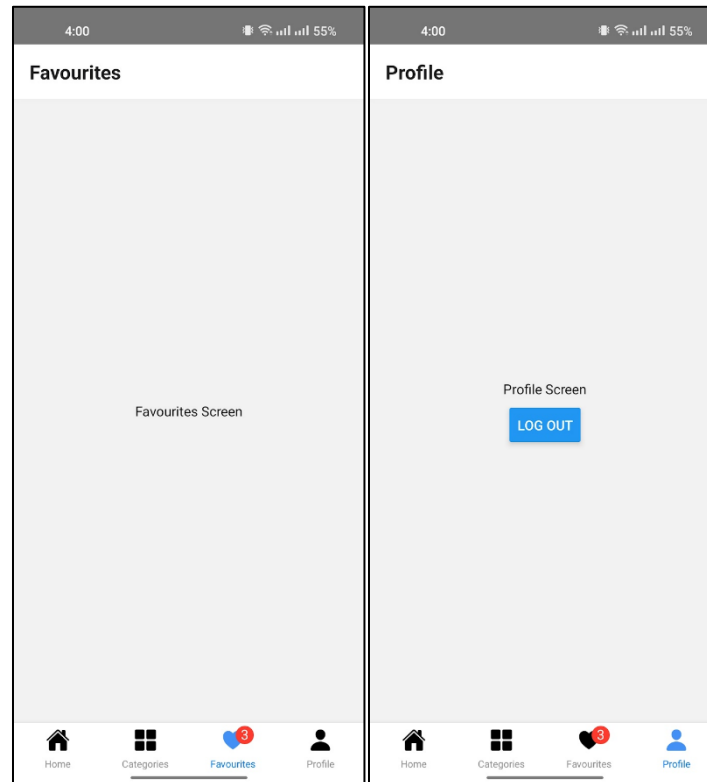 4:00 55%
Favourites
Favourites Screen
3
Home Categories Favourites Profile
4:00 55%
Profile
Profile Screen
LOG OUT
3
Home Categories Favourites Profile